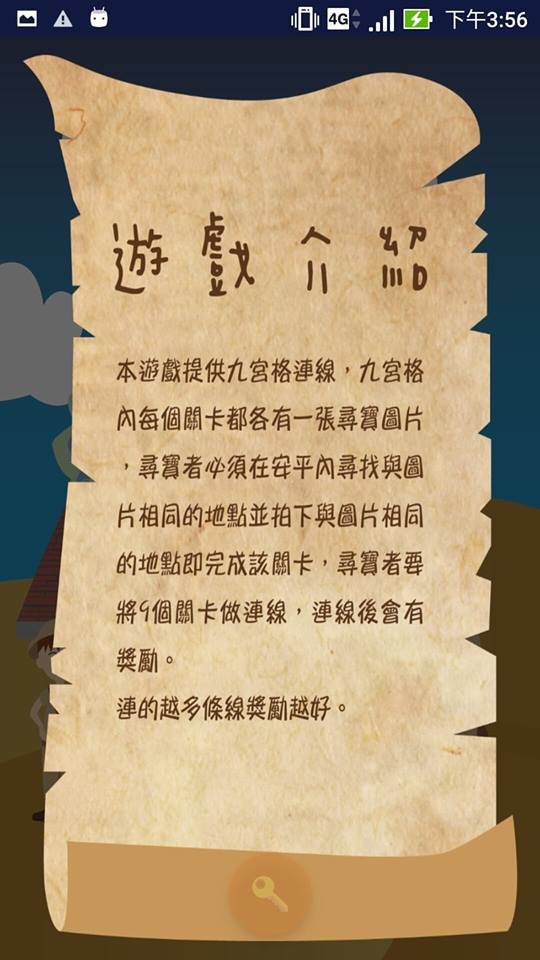 4G
下午3:56
遊戲介紹
本遊戲提供九宮格連線，九宮格
內每個關卡都各有一張尋寶圖片
，尋寶者必須在安平內尋找與圖
片相同的地點並拍下與圖片相同
的地點即完成該關卡，尋寶者要
將9個關卡做連線，連線後會有
獎勵。
連的越多條線獎勵越好。